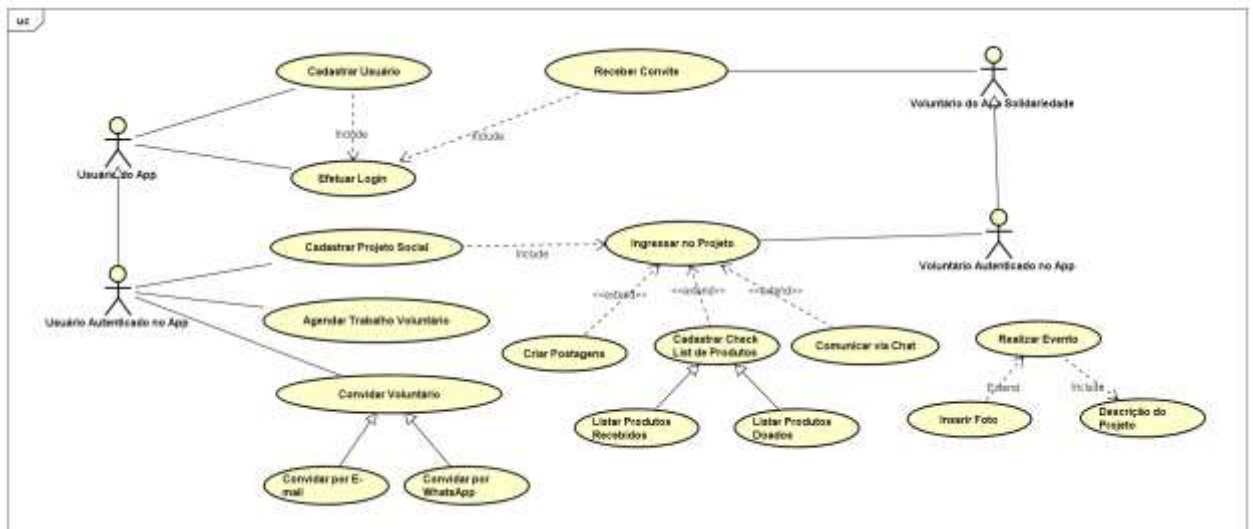 uc
Cadastrar Usuário
Receber Convite
Voluntário do App Solidariedade
Include
include
Usuário do App
Efetuar Login
Cadastrar Projeto Social
Include
Ingressar no Projeto
Voluntário Autenticado no App
Usuário Autenticado no App
Agendar Trabalho Voluntário
<<extend>>
<<extend>>
<<extend>>
Criar Postagens
Cadastrar Check
List de Produtos
Comunicar via Chat
Realizar Evento
Convidar Voluntário
Extend
Include
Listar Produtos
Recebidos
Listar Produtos
Doados
Inserir Foto
Descrição do
Projeto
Convidar por E-
mail
Convidar por
WhatsApp